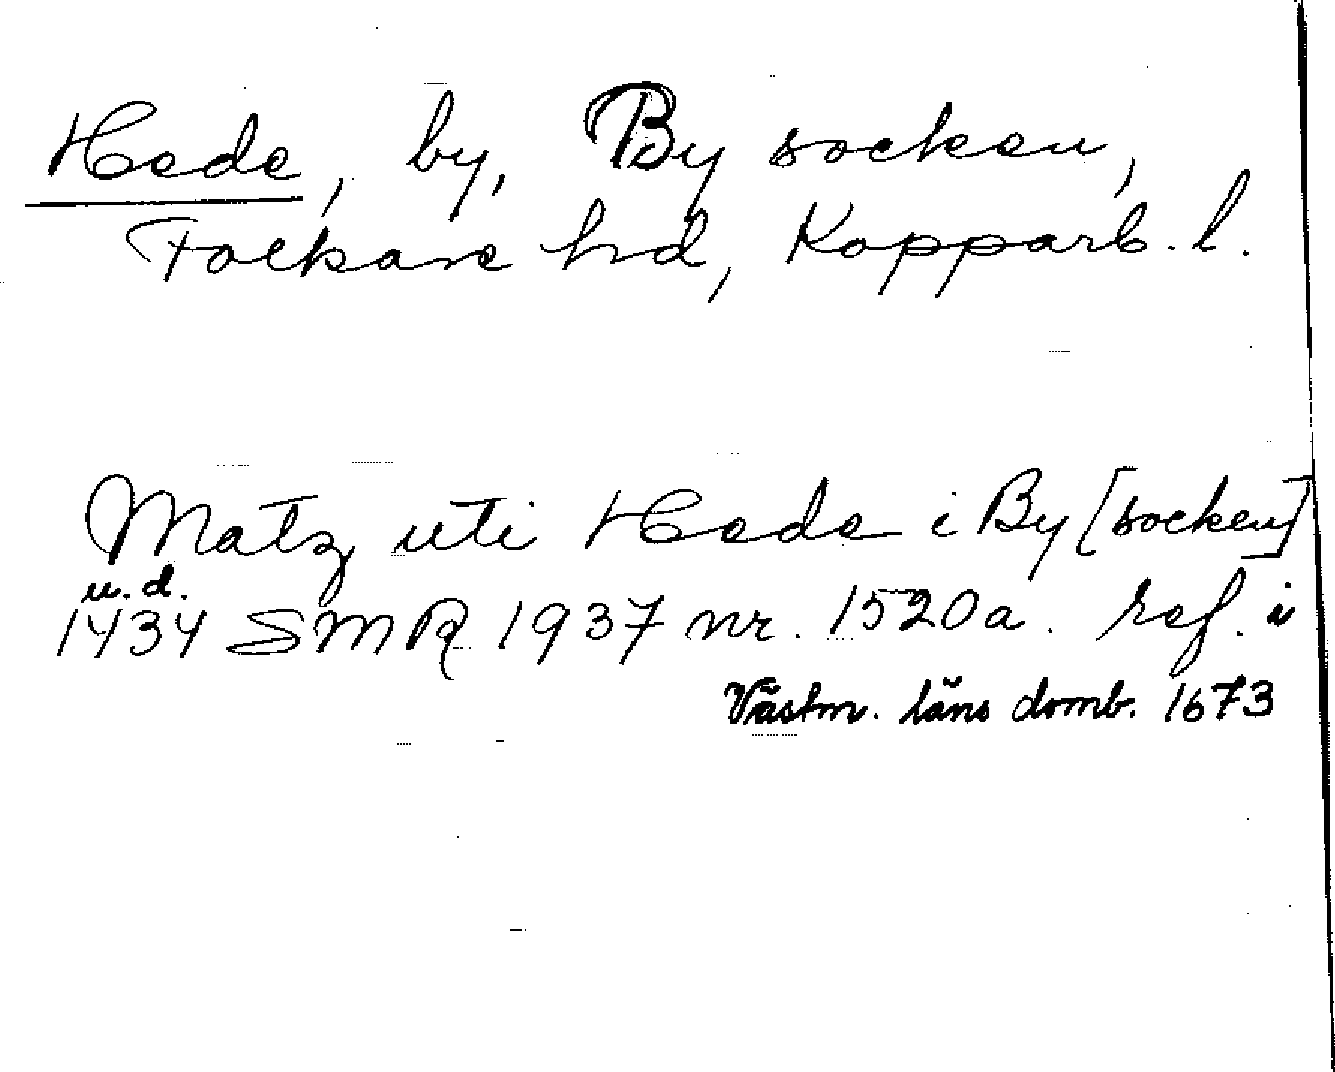 Hede, by, By socken,
Folkare hd, Kopparb. l.
Matz uti Hede i By [socken]
u. d.
1434 SMR 1937 nr. 1520a. ref. i
Västm. läns domb. 1673